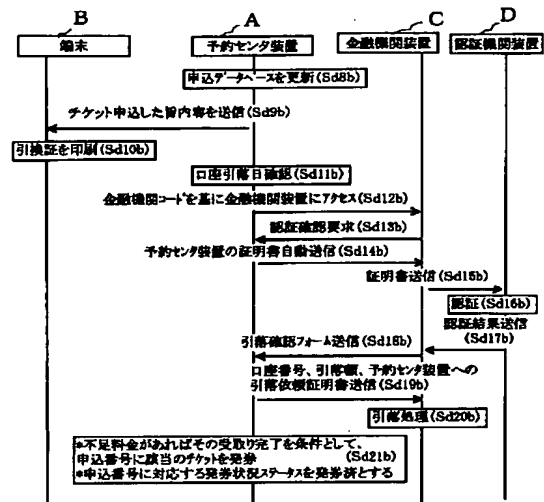 B
A
C
D
端末
予約センタ装置
金融機関装置
認証機関装置
申込データベースを更新(Sd8b)
チケット申込した旨内容を送信(Sd9b)
引換証を印刷(Sd10b)
口座引落日確認(Sd11b)
金融機関コードを基に金融機関装置にアクセス(Sd12b)
認証確認要求(Sd13b)
予約センタ装置の証明書自動送信(Sd14b)
証明書送信(Sd15b)
認証(Sd16b)
認証結果送信
(Sd17b)
引落確認フォーム送信(Sd18b)
口座番号、引落額、予約センタ装置への
引落依頼証明書送信(Sd19b)
引落処理(Sd20b)
*不足料金があればその受取り完了を条件として、
申込番号に該当のチケットを発券 (Sd21b)
*申込番号に対応する発券状況ステータスを発券済とする